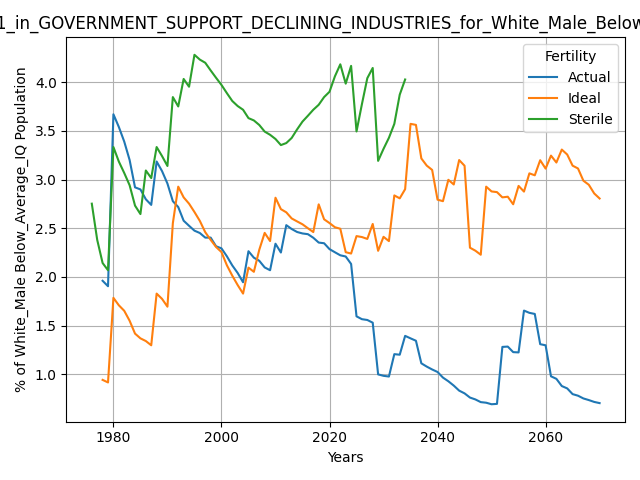 1_in_GOVERNMENT_SUPPORT_DECLINING_INDUSTRIES_for_White_Male_Below
% of White_Male Below_Average_IQ Population
4.0
3.5
3.0
2.5
2.0
1.5
1.0
Fertility
Actual
Ideal
Sterile
1980
2000
2020
2040
2060
Years